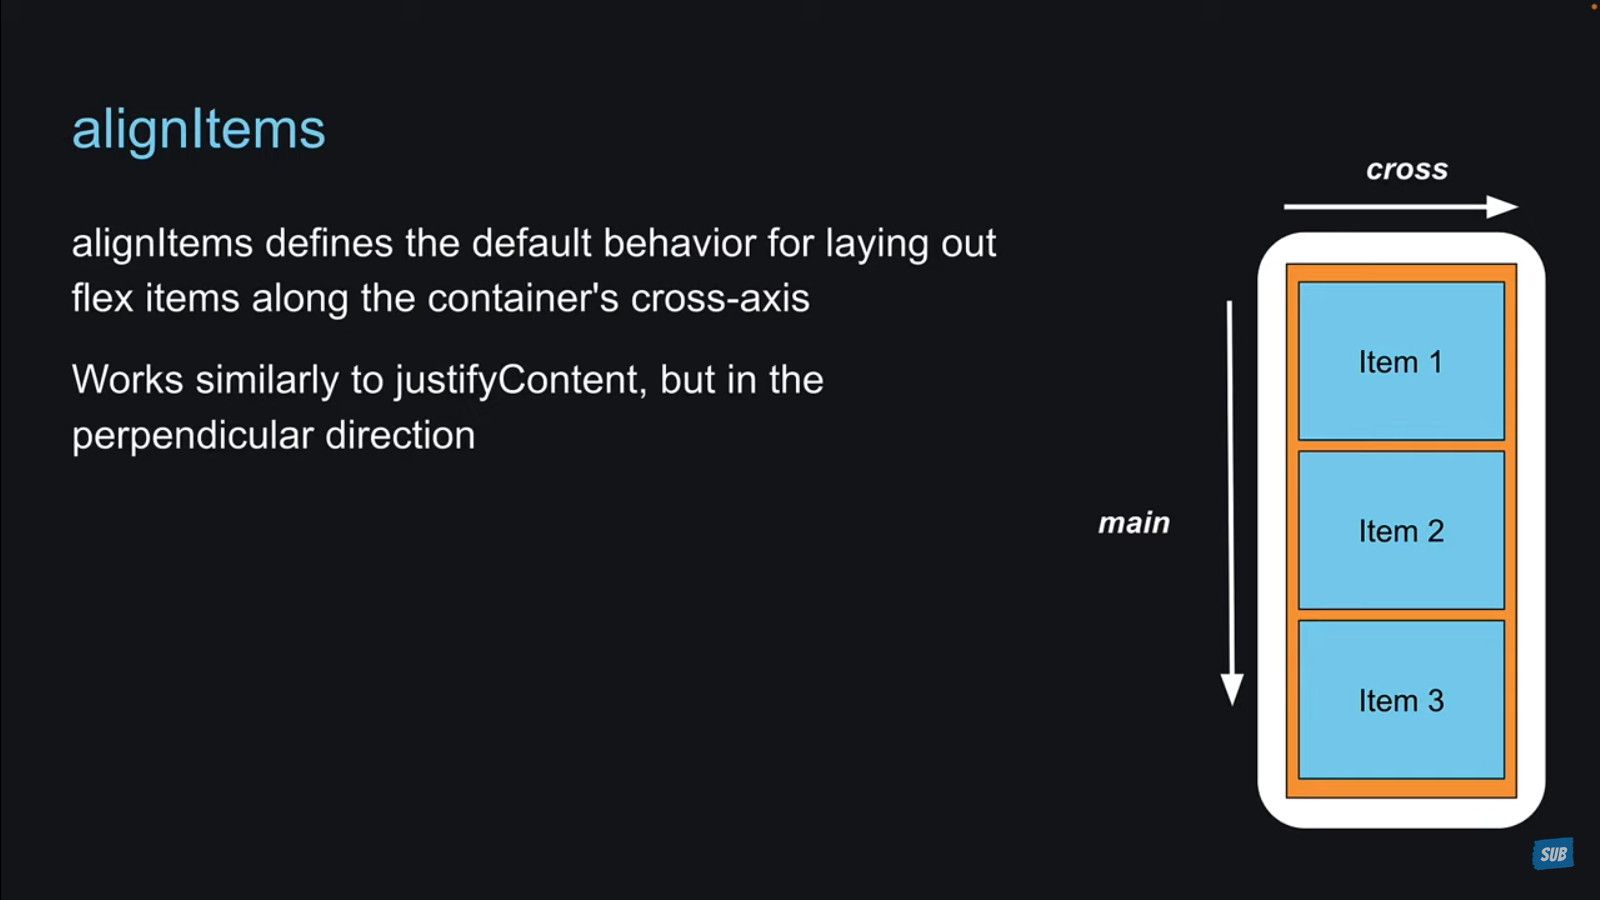 alignItems
alignItems defines the default behavior for laying out
flex items along the container's cross-axis
Works similarly to justifyContent, but in the
perpendicular direction
cross
main
Item 1
Item 2
Item 3
SUB